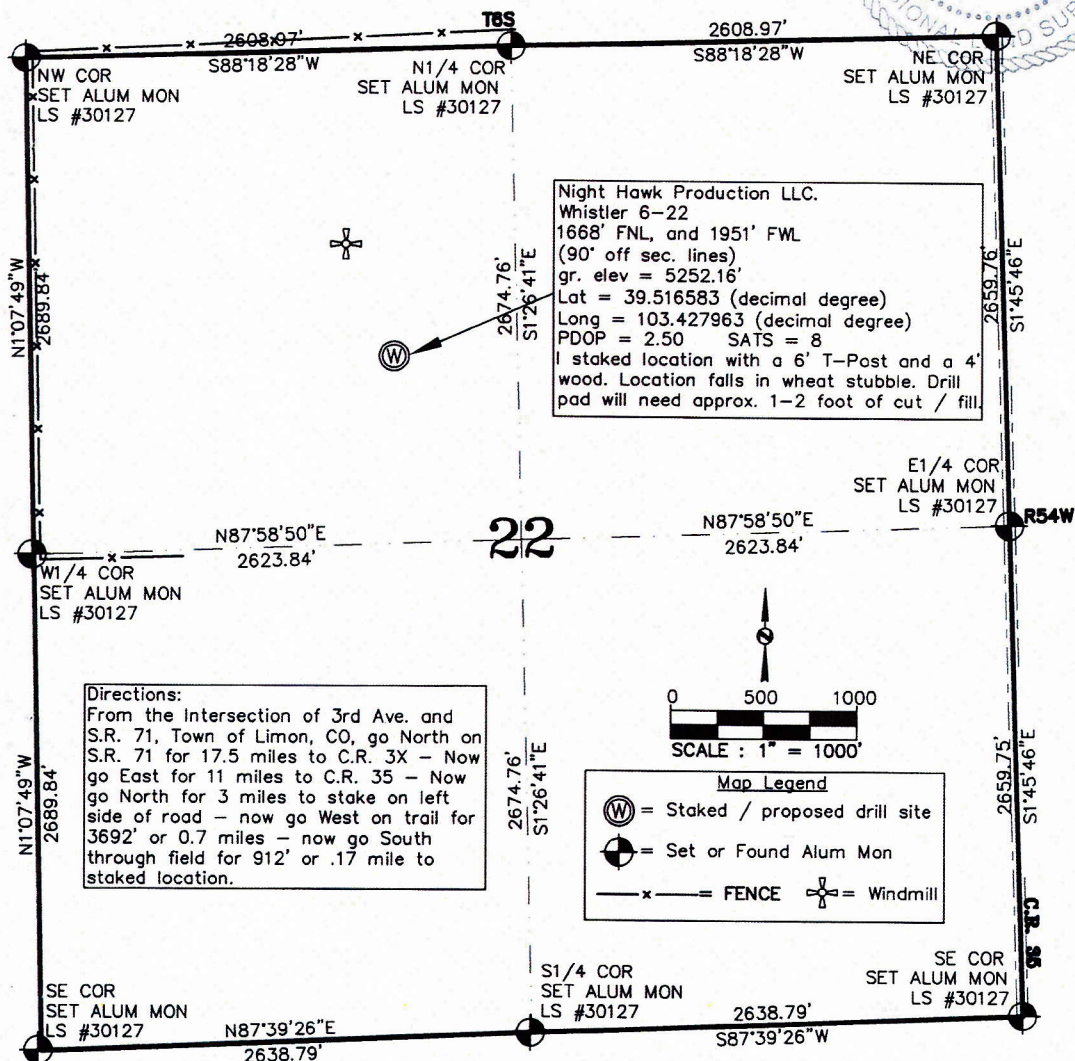 T6S
SIONAL LAND SUR
2608.97'
S88°18'28"W
2608.97'
S88°18'28"W
NW COR
SET ALUM MON
LS #30127
N1/4 COR
SET ALUM MON
LS #30127
NE COR
SET ALUM MON
LS #30127
Night Hawk Production LLC.
Whistler 6-22
1668' FNL, and 1951' FWL
(90° off sec. lines)
gr. elev = 5252.16'
Lat = 39.516583 (decimal degree)
Long = 103.427963 (decimal degree)
PDOP = 2.50 SATS = 8
I staked location with a 6' T-Post and a 4'
wood. Location falls in wheat stubble. Drill
pad will need approx. 1-2 foot of cut / fill.
N1°07'49"W
2689.84'
2674.76'
S1°26'41"E
2659.76'
S1°45'46"E
E1/4 COR
SET ALUM MON
LS #30127
R54W
N87°58'50"E
2623.84'
22
N87°58'50"E
2623.84'
W1/4 COR
SET ALUM MON
LS #30127
N
0 500 1000
SCALE : 1" = 1000'
Directions:
From the Intersection of 3rd Ave. and
S.R. 71, Town of Limon, CO, go North on
S.R. 71 for 17.5 miles to C.R. 3X - Now
go East for 11 miles to C.R. 35 - Now
go North for 3 miles to stake on left
side of road - now go West on trail for
3692' or 0.7 miles - now go South
through field for 912' or .17 mile to
staked location.
Map Legend
W = Staked / proposed drill site
= Set or Found Alum Mon
x = FENCE = Windmill
N1°07'49"W
2689.84'
2674.76'
S1°26'41"E
2659.75'
S1°45'46"E
C.R. 35
SE COR
SET ALUM MON
LS #30127
S1/4 COR
SET ALUM MON
LS #30127
SE COR
SET ALUM MON
LS #30127
N87°39'26"E
2638.79'
2638.79'
S87°39'26"W
W